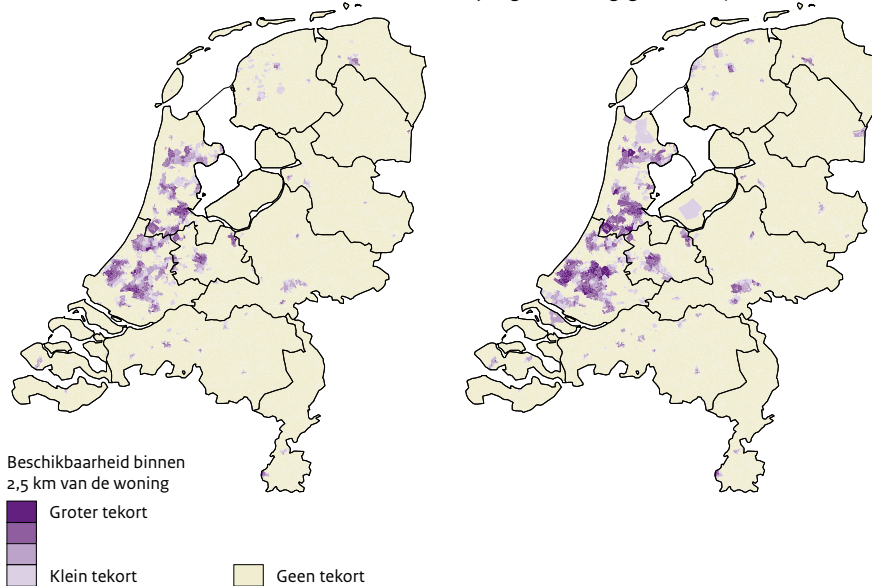 Beschikbaarheid binnen
2,5 km van de woning
Groter tekort
Klein tekort
Geen tekort